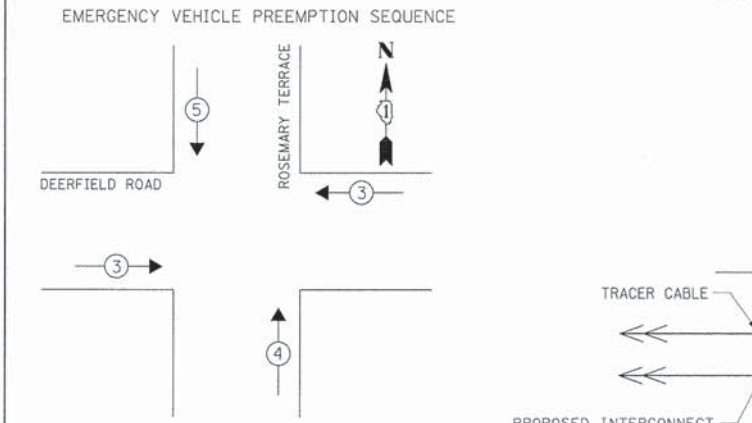 EMERGENCY VEHICLE PREEMPTION SEQUENCE
N
ROSEMARY TERRACE
5
1
DEERFIELD ROAD
3
3
TRACER CABLE
4
PROPOSED INTERCONNECT